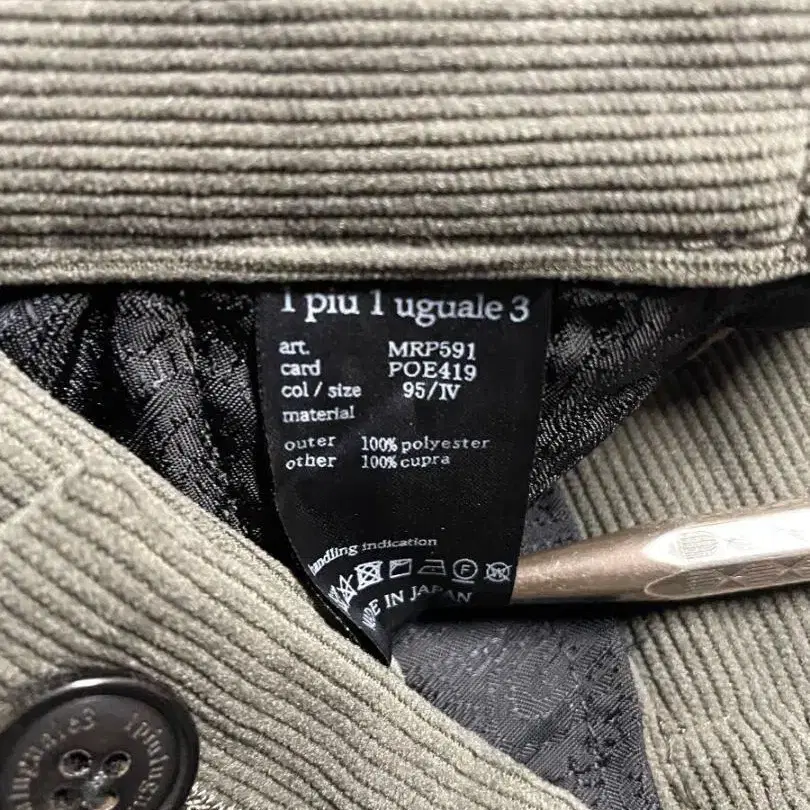 1 piu 1 uguale 3
art. MRP591
card POE419
col / size 95/IV
material
outer 100% polyester
other 100% cupra
handling indication
MADE IN JAPAN